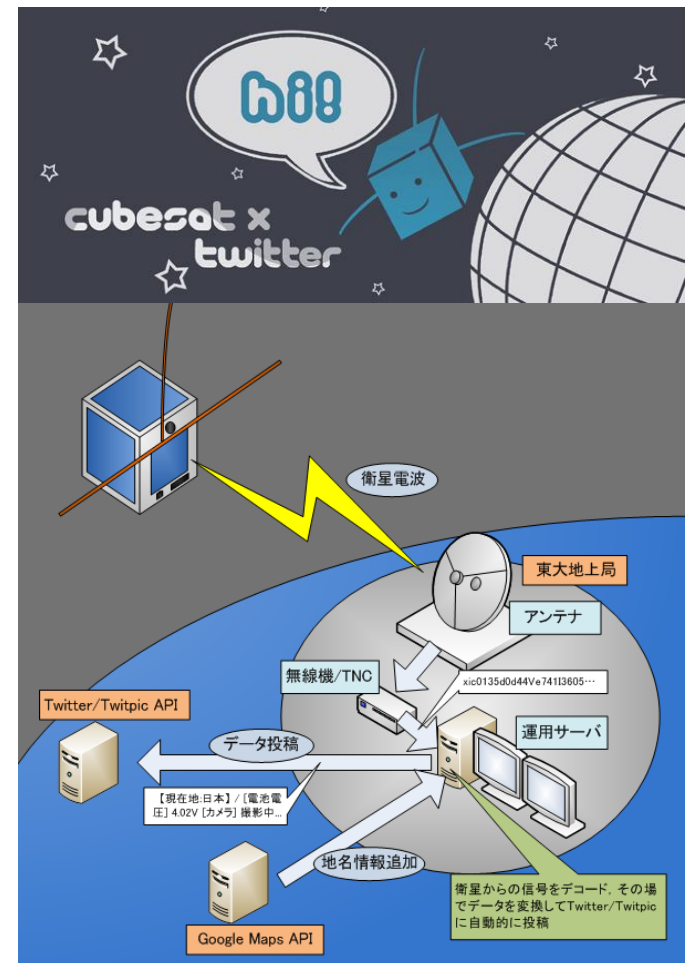 hi!
cubesat x
twitter
衛星電波
東大地上局
アンテナ
無線機/TNC
xic0135d0d44Ve741I3605…
Twitter/Twitpic API
データ投稿
運用サーバ
【現在地:日本】 / [電池電
圧] 4.02V [カメラ] 撮影中...
地名情報追加
衛星からの信号をデコード, その場
でデータを変換してTwitter/Twitpic
に自動的に投稿
Google Maps API